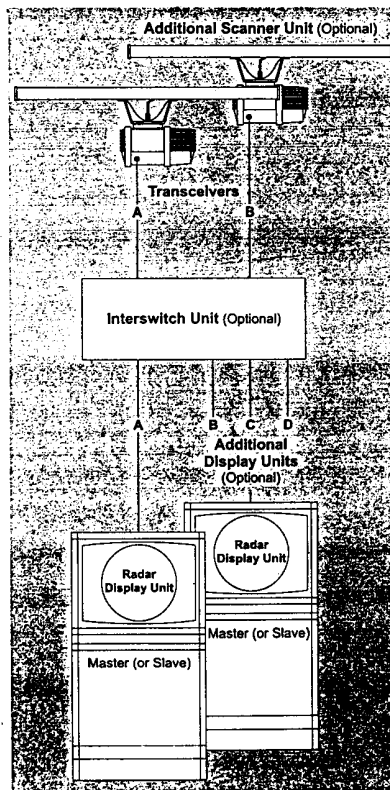 Additional Scanner Unit (Optional)
Transceivers
A B
Interswitch Unit (Optional)
A B C D
Additional
Display Units
(Optional)
Radar
Display Unit
Radar
Display Unit
Master (or Slave)
Master (or Slave)